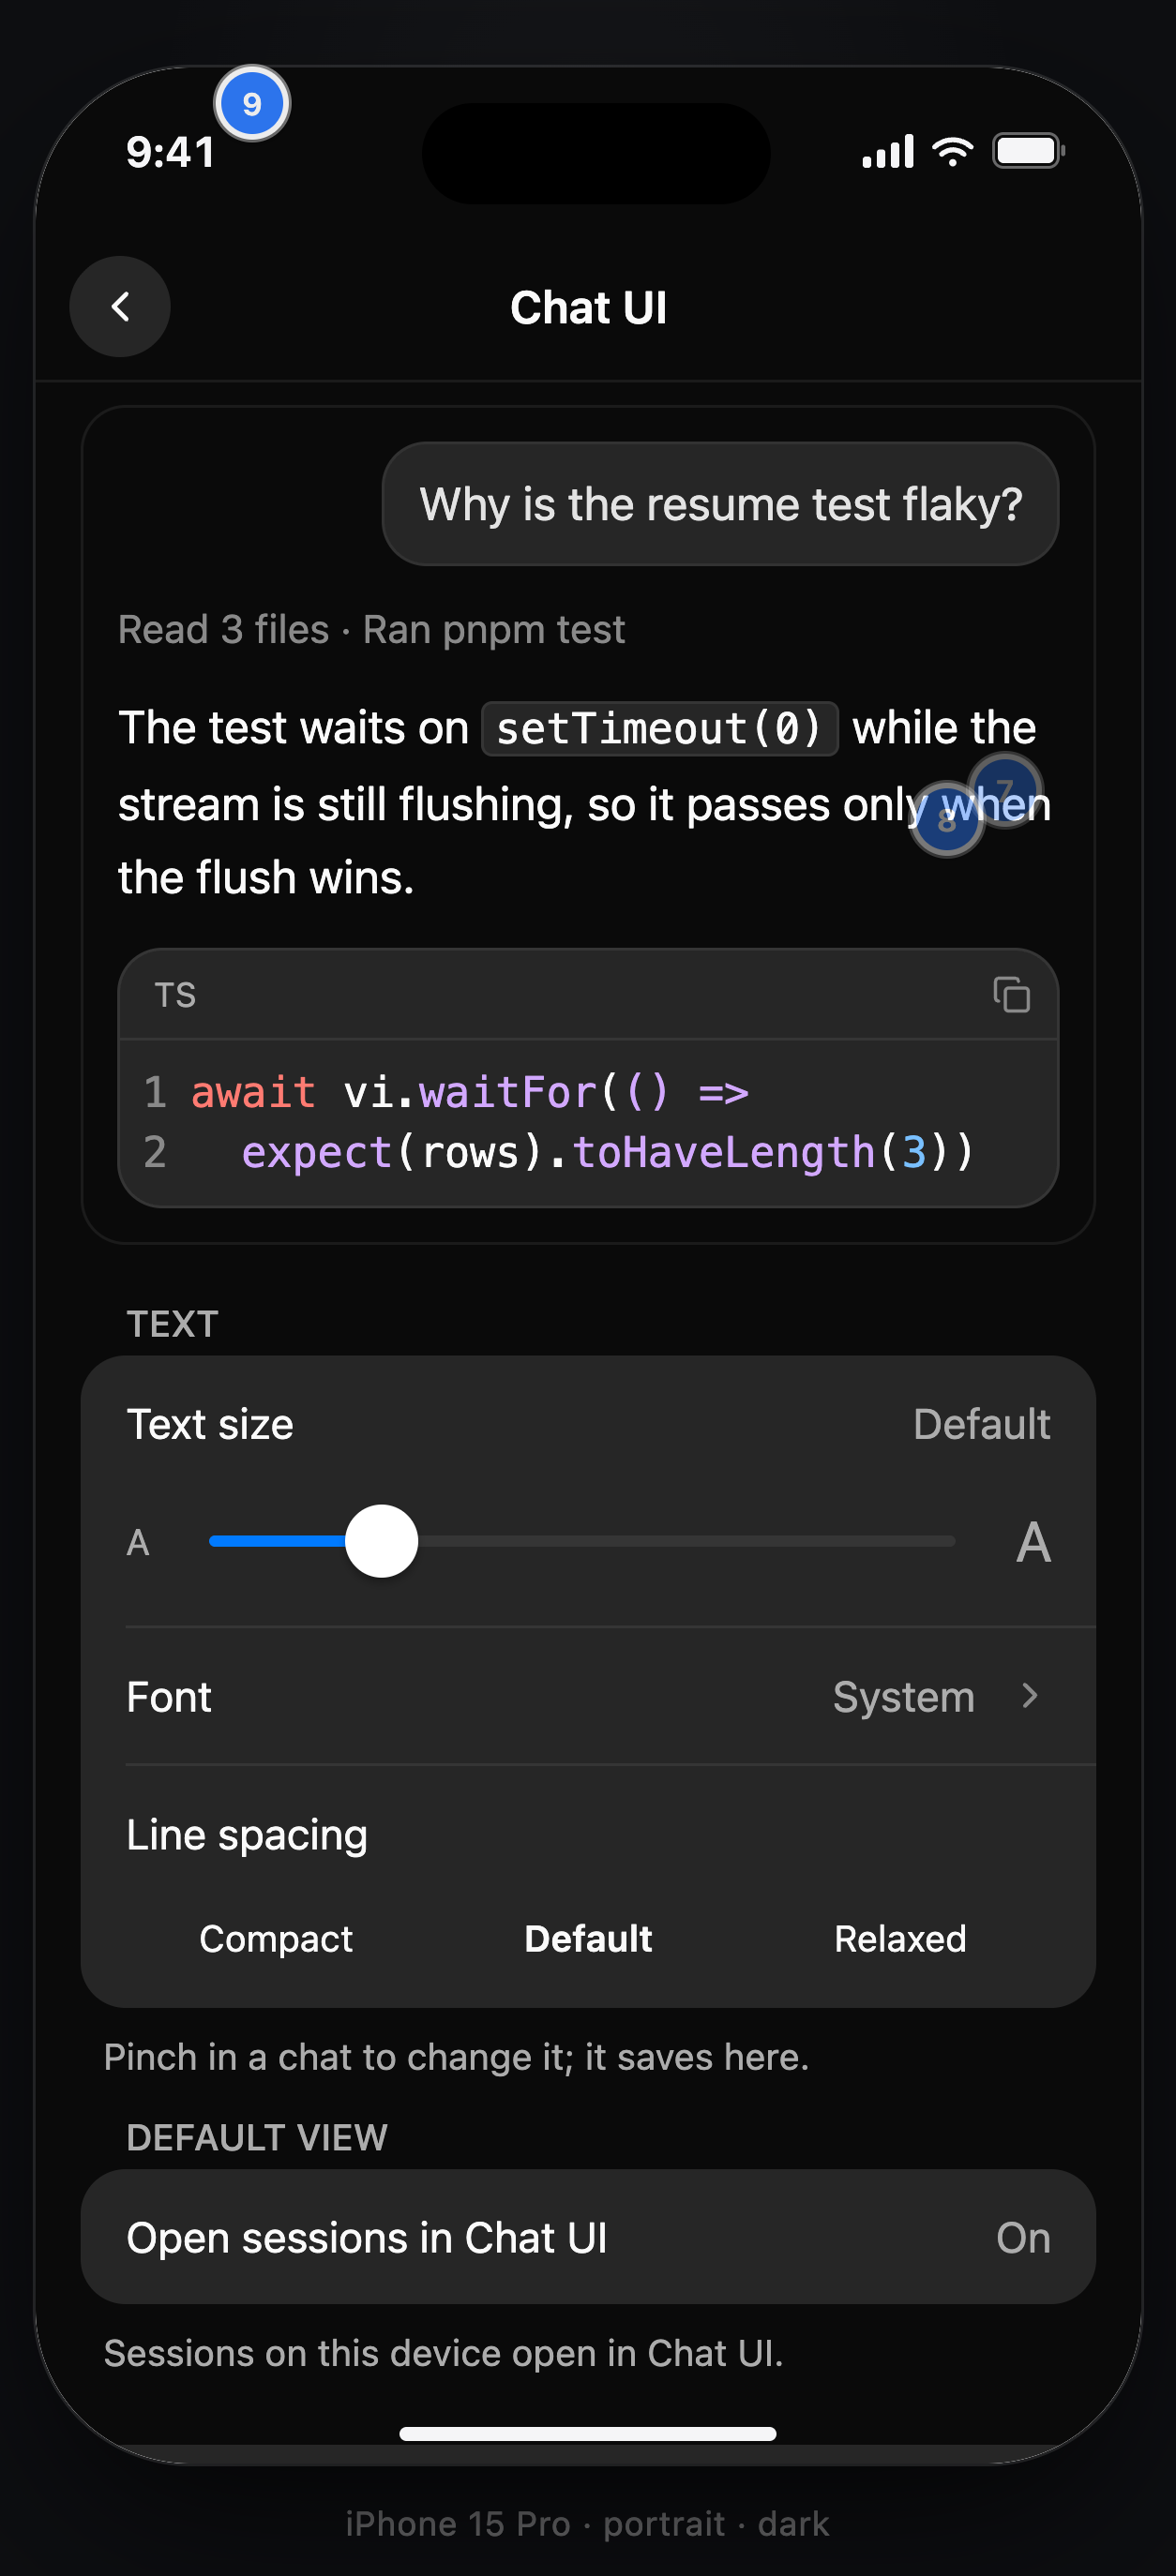 9
9:41
Chat UI
Why is the resume test flaky?
Read 3 files · Ran pnpm test
The test waits on setTimeout(0) while the
stream is still flushing, so it passes only when
7
8
the flush wins.
TS
1 await vi.waitFor(() =>
2   expect(rows).toHaveLength(3))
TEXT
Text size Default
A A
Font System
Line spacing
Compact Default Relaxed
Pinch in a chat to change it; it saves here.
DEFAULT VIEW
Open sessions in Chat UI On
Sessions on this device open in Chat UI.
iPhone 15 Pro · portrait · dark